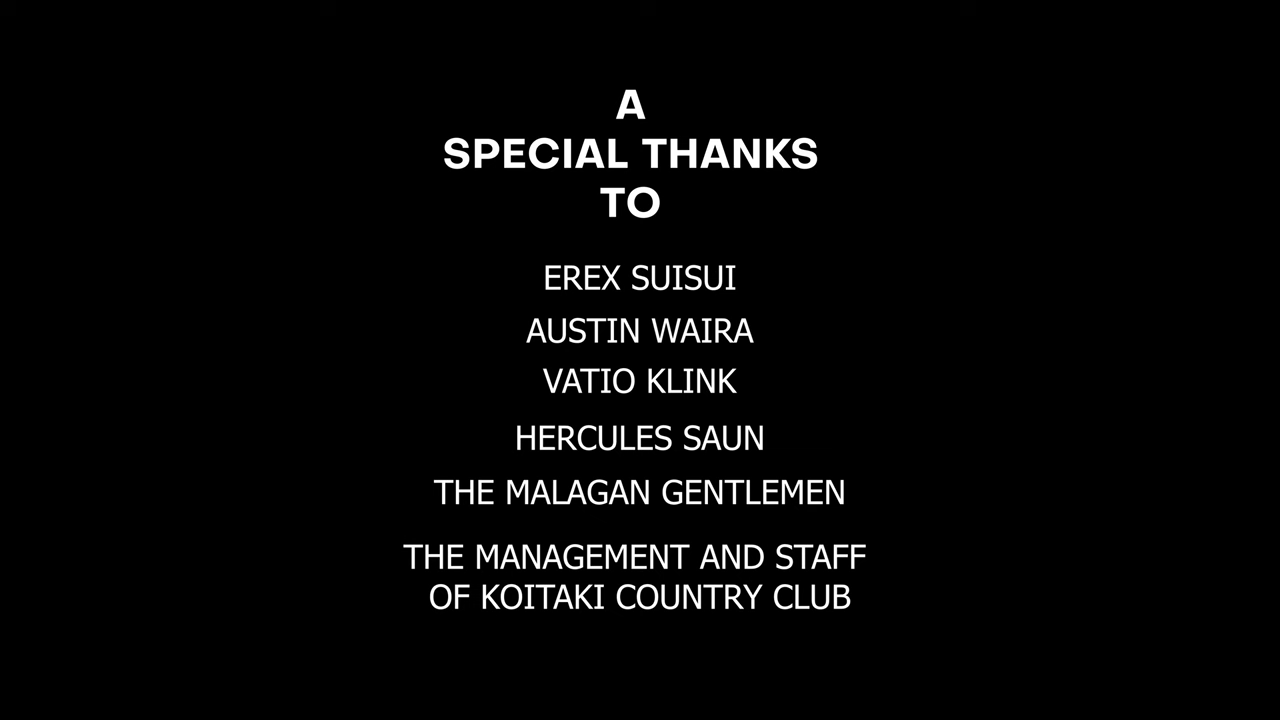 A
SPECIAL THANKS
TO
EREX SUISUI
AUSTIN WAIRA
VATIO KLINK
HERCULES SAUN
THE MALAGAN GENTLEMEN
THE MANAGEMENT AND STAFF
OF KOITAKI COUNTRY CLUB